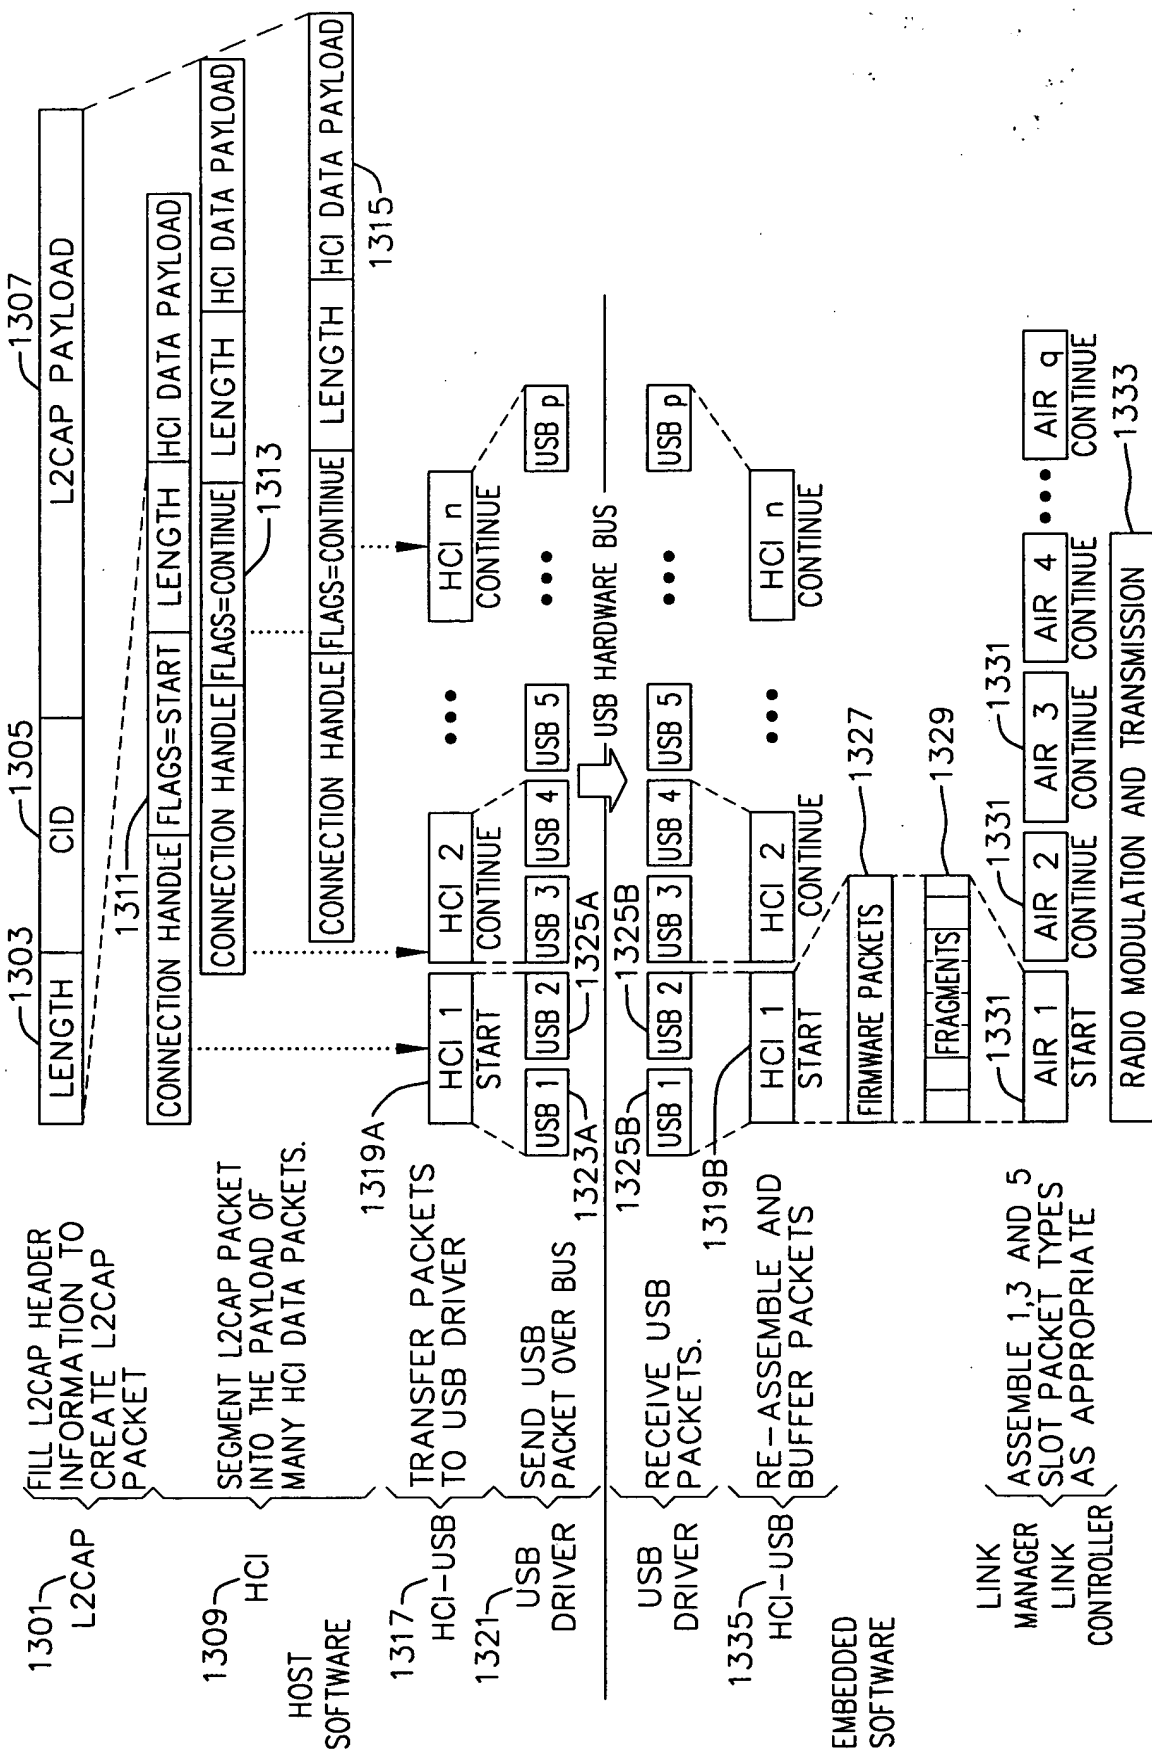 1301
L2CAP
FILL L2CAP HEADER
INFORMATION TO
CREATE L2CAP
PACKET
1303
1305
1307
LENGTH
CID
L2CAP PAYLOAD
1309
HCI
HOST
SOFTWARE
SEGMENT L2CAP PACKET
INTO THE PAYLOAD OF
MANY HCI DATA PACKETS.
1311
CONNECTION HANDLE
FLAGS=START
LENGTH
HCI DATA PAYLOAD
CONNECTION HANDLE
FLAGS=CONTINUE
LENGTH
HCI DATA PAYLOAD
1313
CONNECTION HANDLE
FLAGS=CONTINUE
LENGTH
HCI DATA PAYLOAD
1315
1317
HCI-USB
TRANSFER PACKETS
TO USB DRIVER
1319A
HCI 1
START
HCI 2
CONTINUE
•••
HCI n
CONTINUE
1321
USB
DRIVER
SEND USB
PACKET OVER BUS
USB 1
USB 2
USB 3
USB 4
USB 5
•••
USB p
1323A
1325A
USB HARDWARE BUS
USB
DRIVER
RECEIVE USB
PACKETS.
1325B
1325B
USB 1
USB 2
USB 3
USB 4
USB 5
•••
USB p
1335
HCI-USB
RE-ASSEMBLE AND
BUFFER PACKETS
1319B
HCI 1
START
HCI 2
CONTINUE
•••
HCI n
CONTINUE
EMBEDDED
SOFTWARE
FIRMWARE PACKETS
1327
FRAGMENTS
1329
LINK
MANAGER
LINK
CONTROLLER
ASSEMBLE 1,3 AND 5
SLOT PACKET TYPES
AS APPROPRIATE
1331
1331
1331
AIR 1
START
AIR 2
CONTINUE
AIR 3
CONTINUE
AIR 4
CONTINUE
•••
AIR q
CONTINUE
RADIO MODULATION AND TRANSMISSION
1333